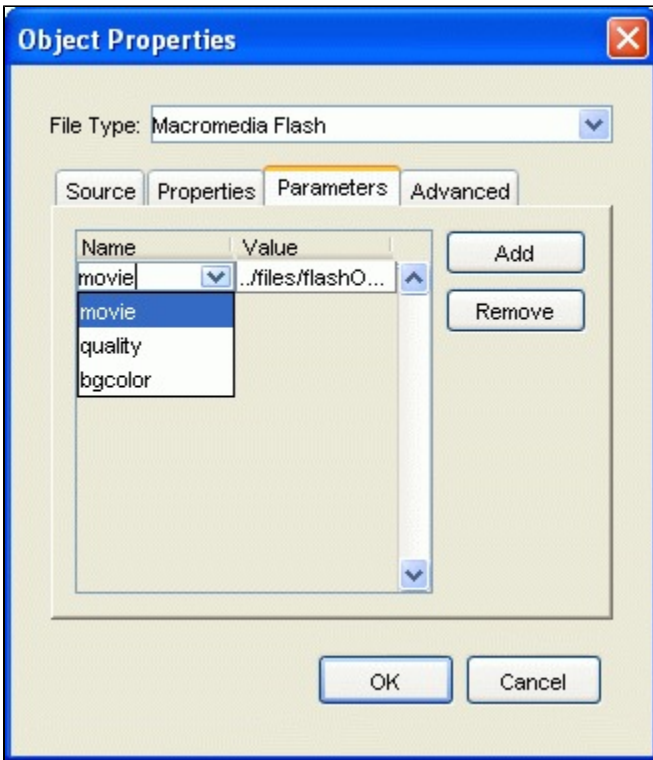 Object Properties
File Type: Macromedia Flash
Source Properties Parameters Advanced
Name Value
movie ../files/flashO...
movie
quality
bgcolor
Add
Remove
OK Cancel